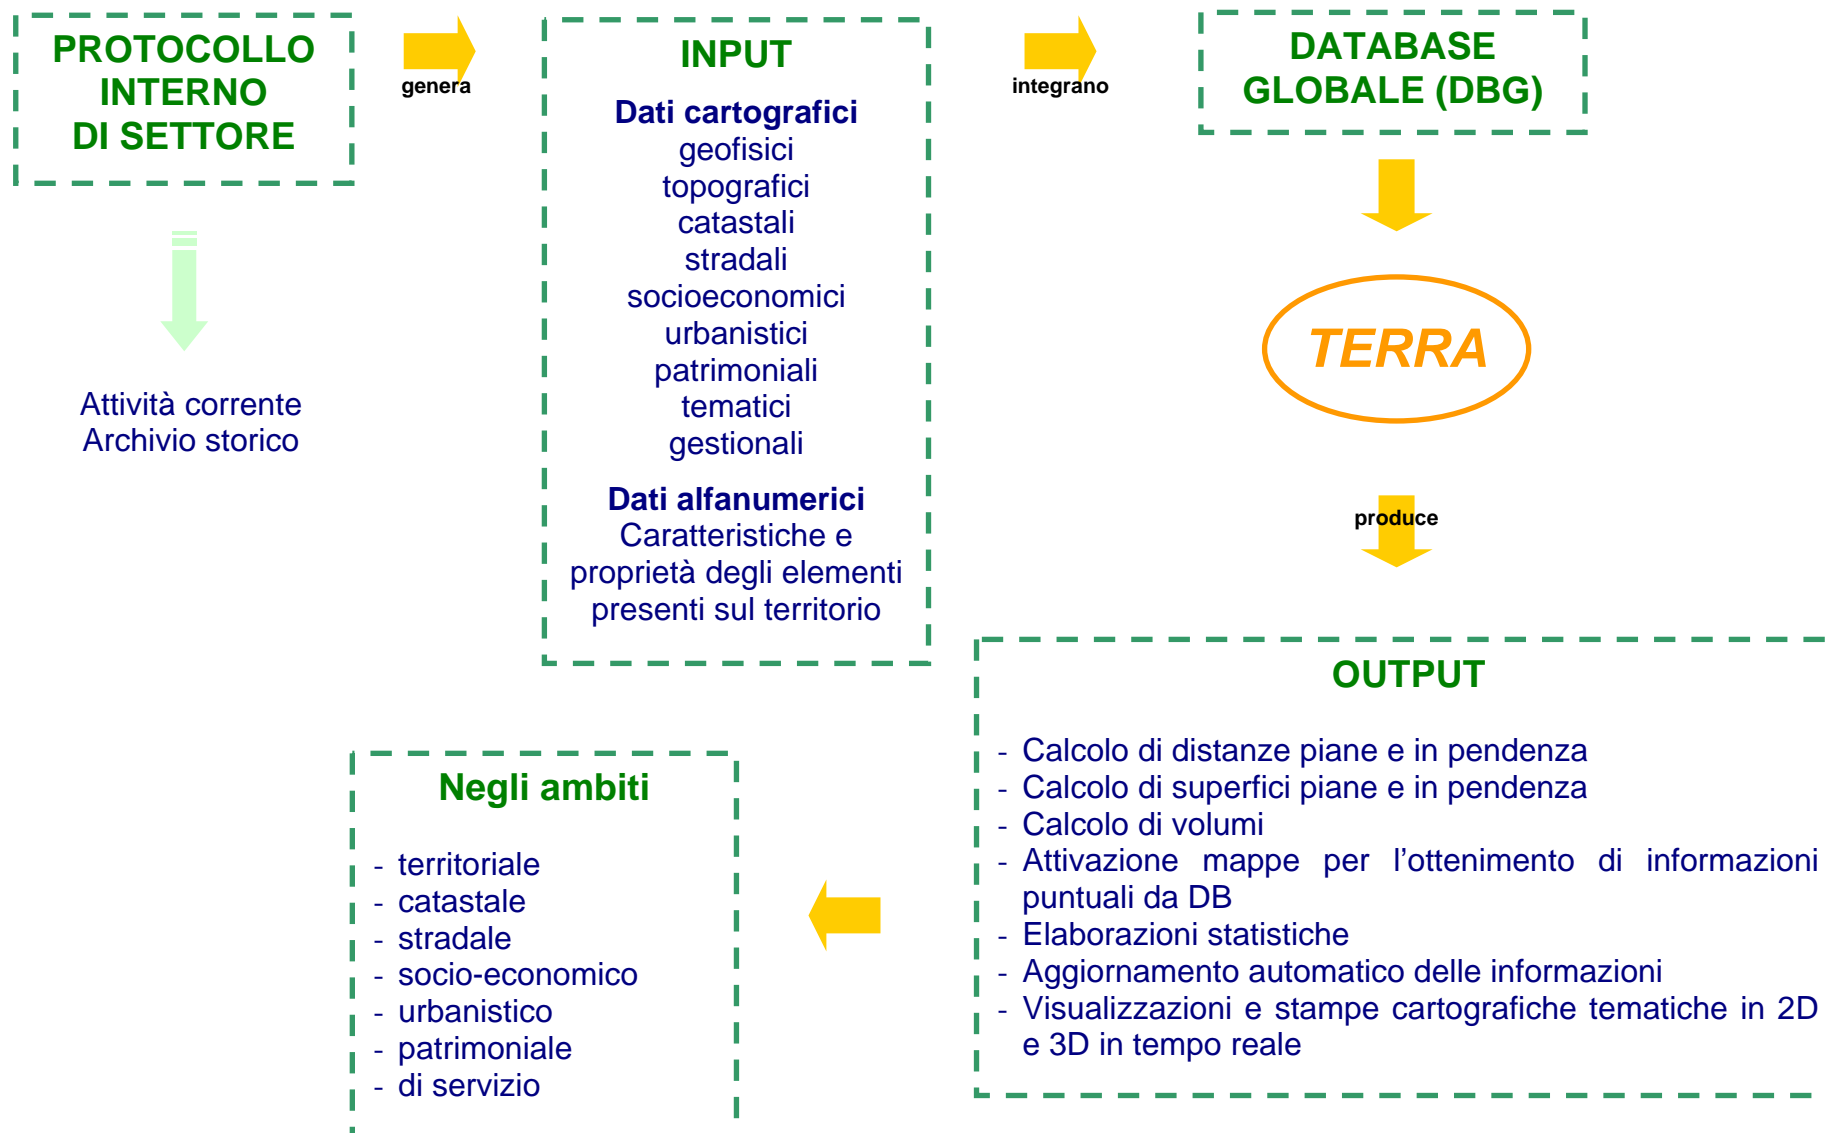 PROTOCOLLO
INTERNO
DI SETTORE
genera
INPUT
Dati cartografici
geofisici
topografici
catastali
stradali
socioeconomici
urbanistici
patrimoniali
tematici
gestionali
Dati alfanumerici
Caratteristiche e
proprietà degli elementi
presenti sul territorio
integrano
DATABASE
GLOBALE (DBG)
Attività corrente
Archivio storico
TERRA
produce
OUTPUT
- Calcolo di distanze piane e in pendenza
- Calcolo di superfici piane e in pendenza
- Calcolo di volumi
- Attivazione mappe per l’ottenimento di informazioni
puntuali da DB
- Elaborazioni statistiche
- Aggiornamento automatico delle informazioni
- Visualizzazioni e stampe cartografiche tematiche in 2D
e 3D in tempo reale
Negli ambiti
- territoriale
- catastale
- stradale
- socio-economico
- urbanistico
- patrimoniale
- di servizio